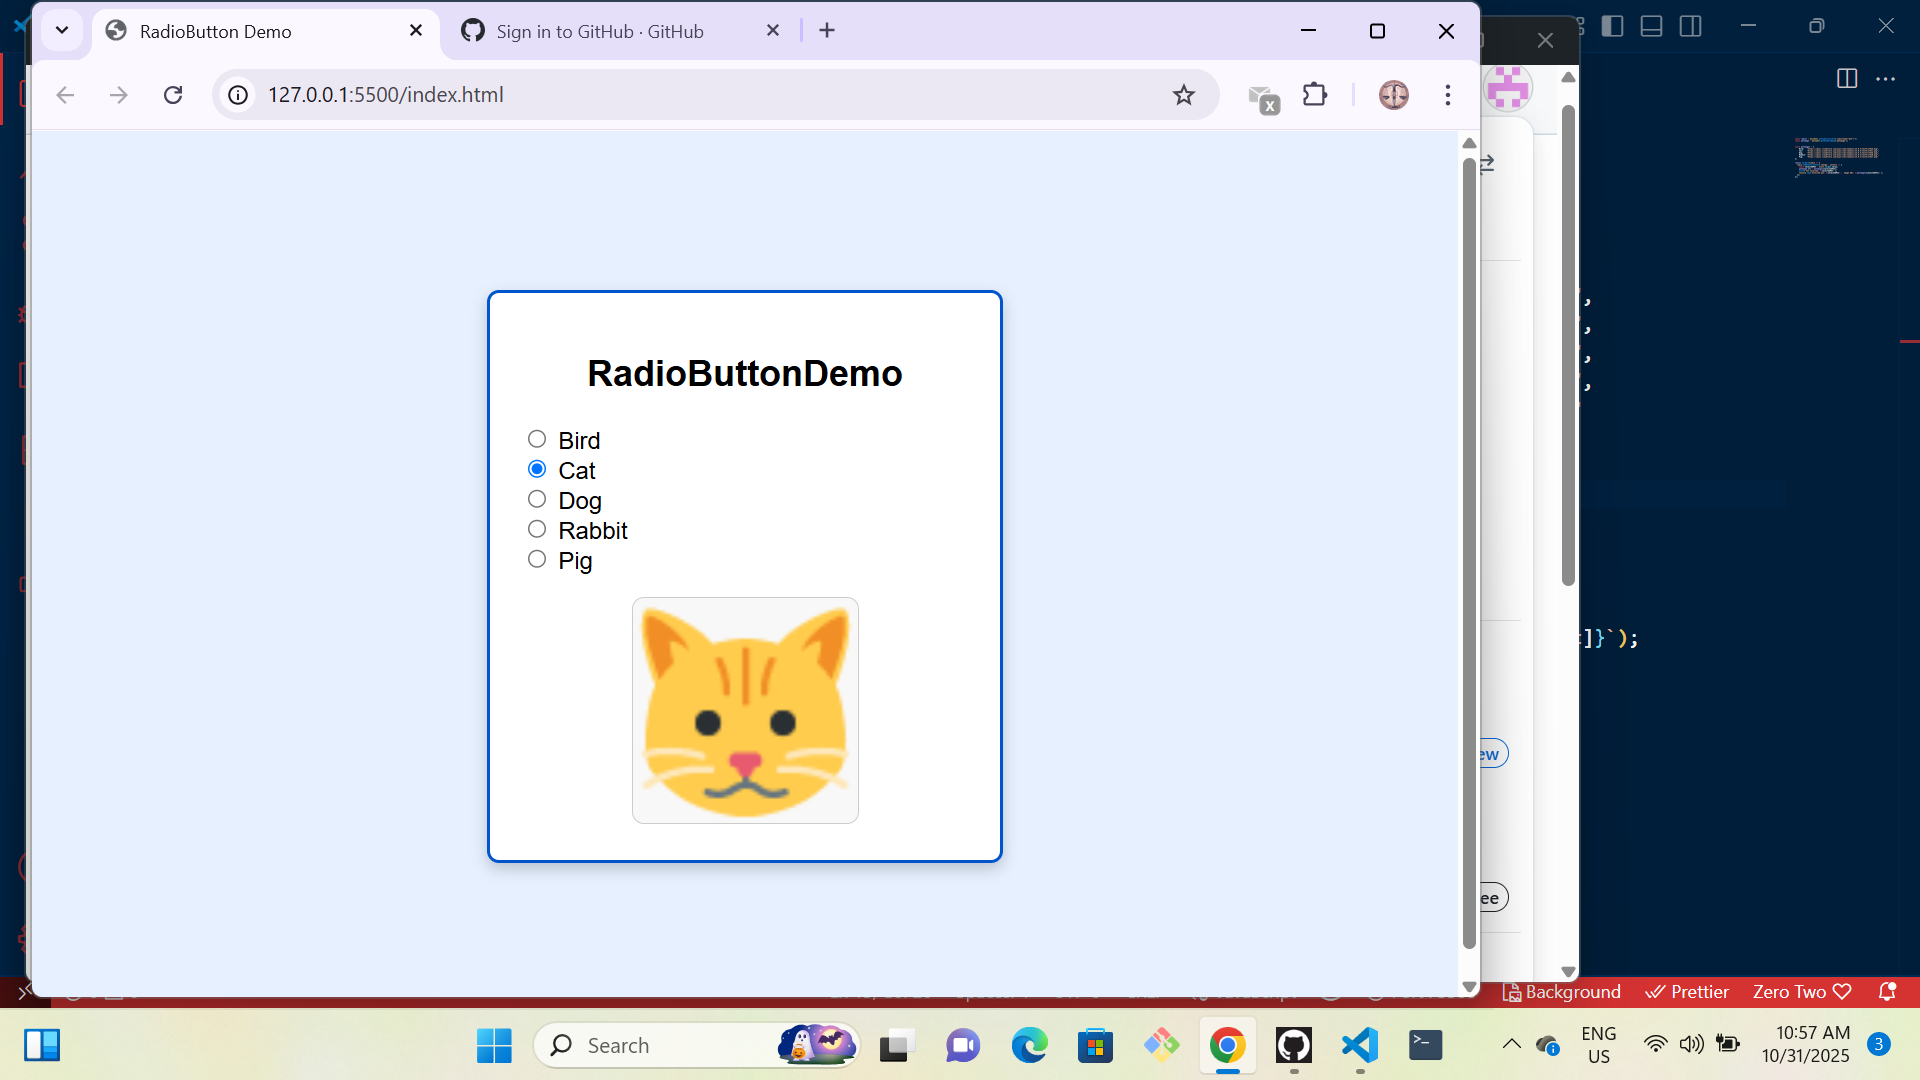 RadioButton Demo
Sign in to GitHub · GitHub
127.0.0.1:5500/index.html
x
RadioButtonDemo
Bird
Cat
Dog
Rabbit
Pig
",
",
",
",
]}`);
ew
ee
Background
Prettier
Zero Two
Search
ENG
US
10:57 AM
10/31/2025
3